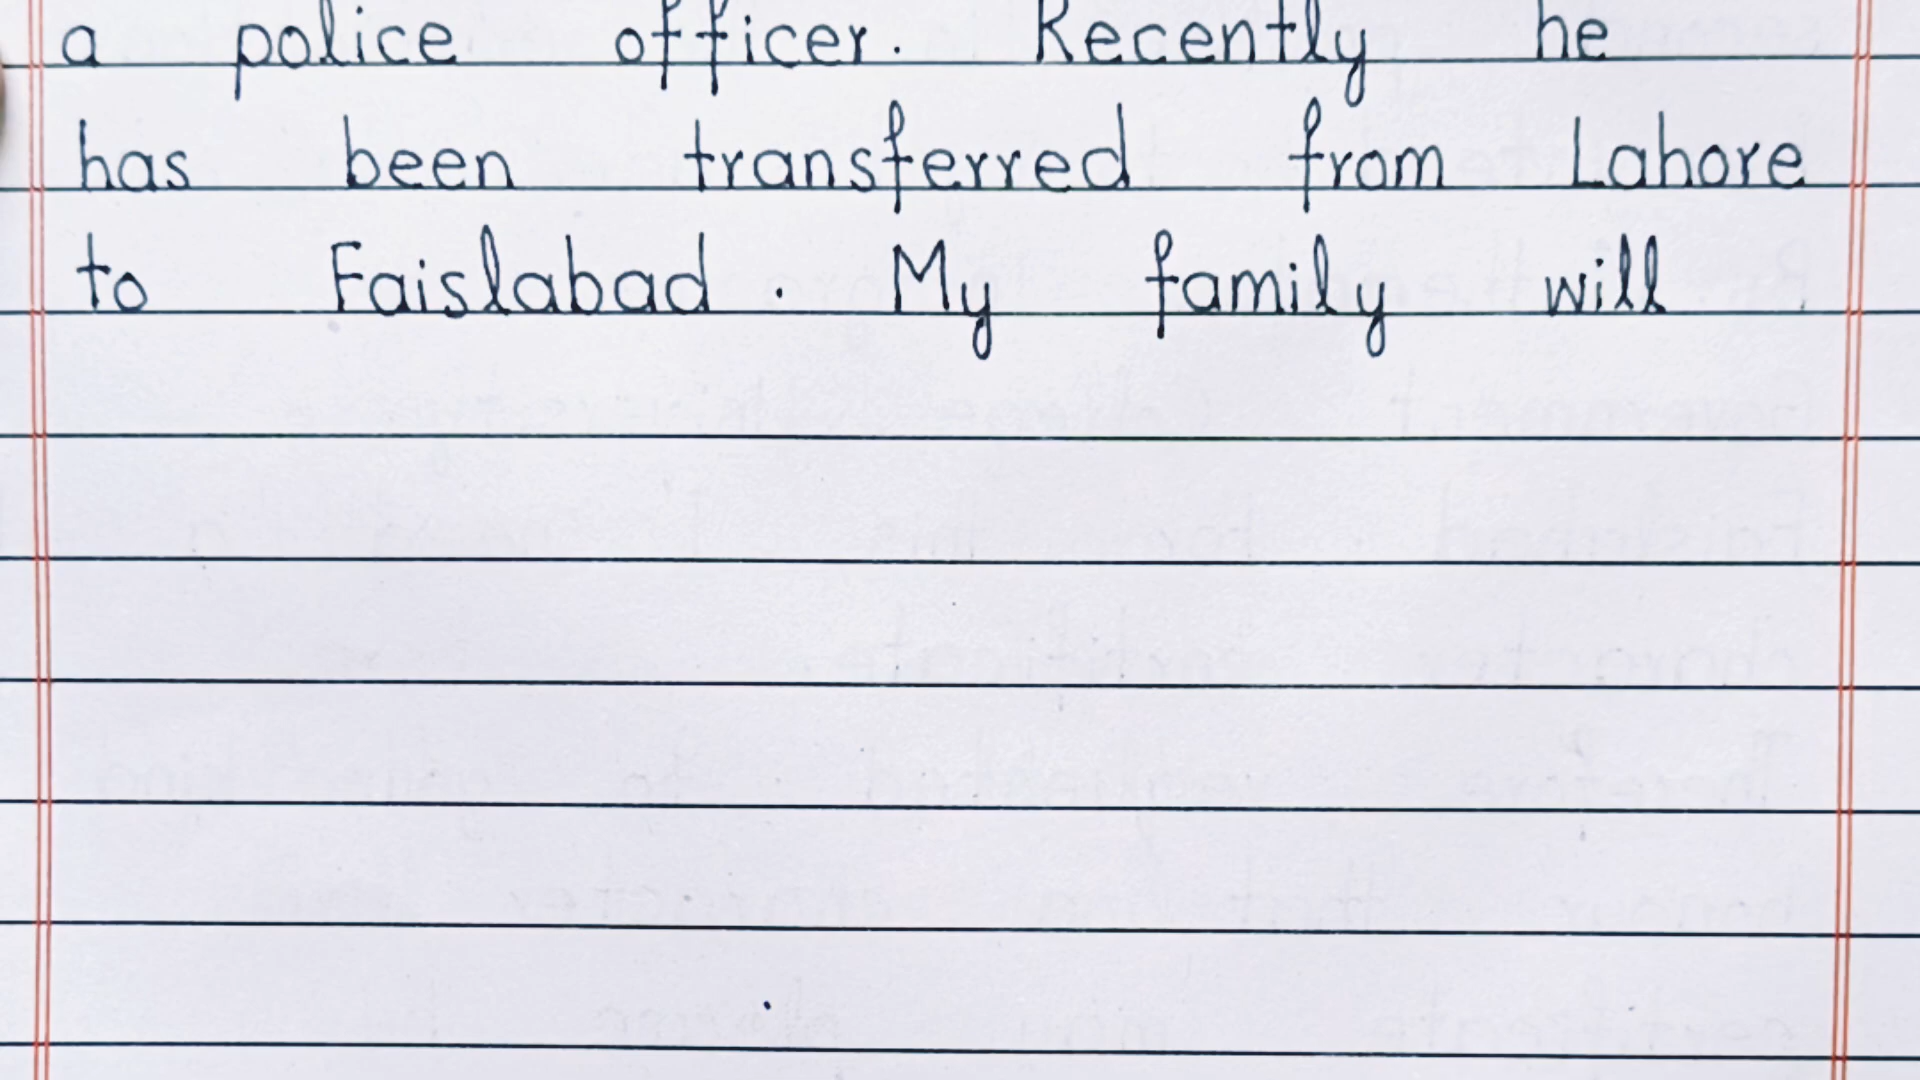 a police officer. Recently he
has been transferred from Lahore
to Faislabad. My family will